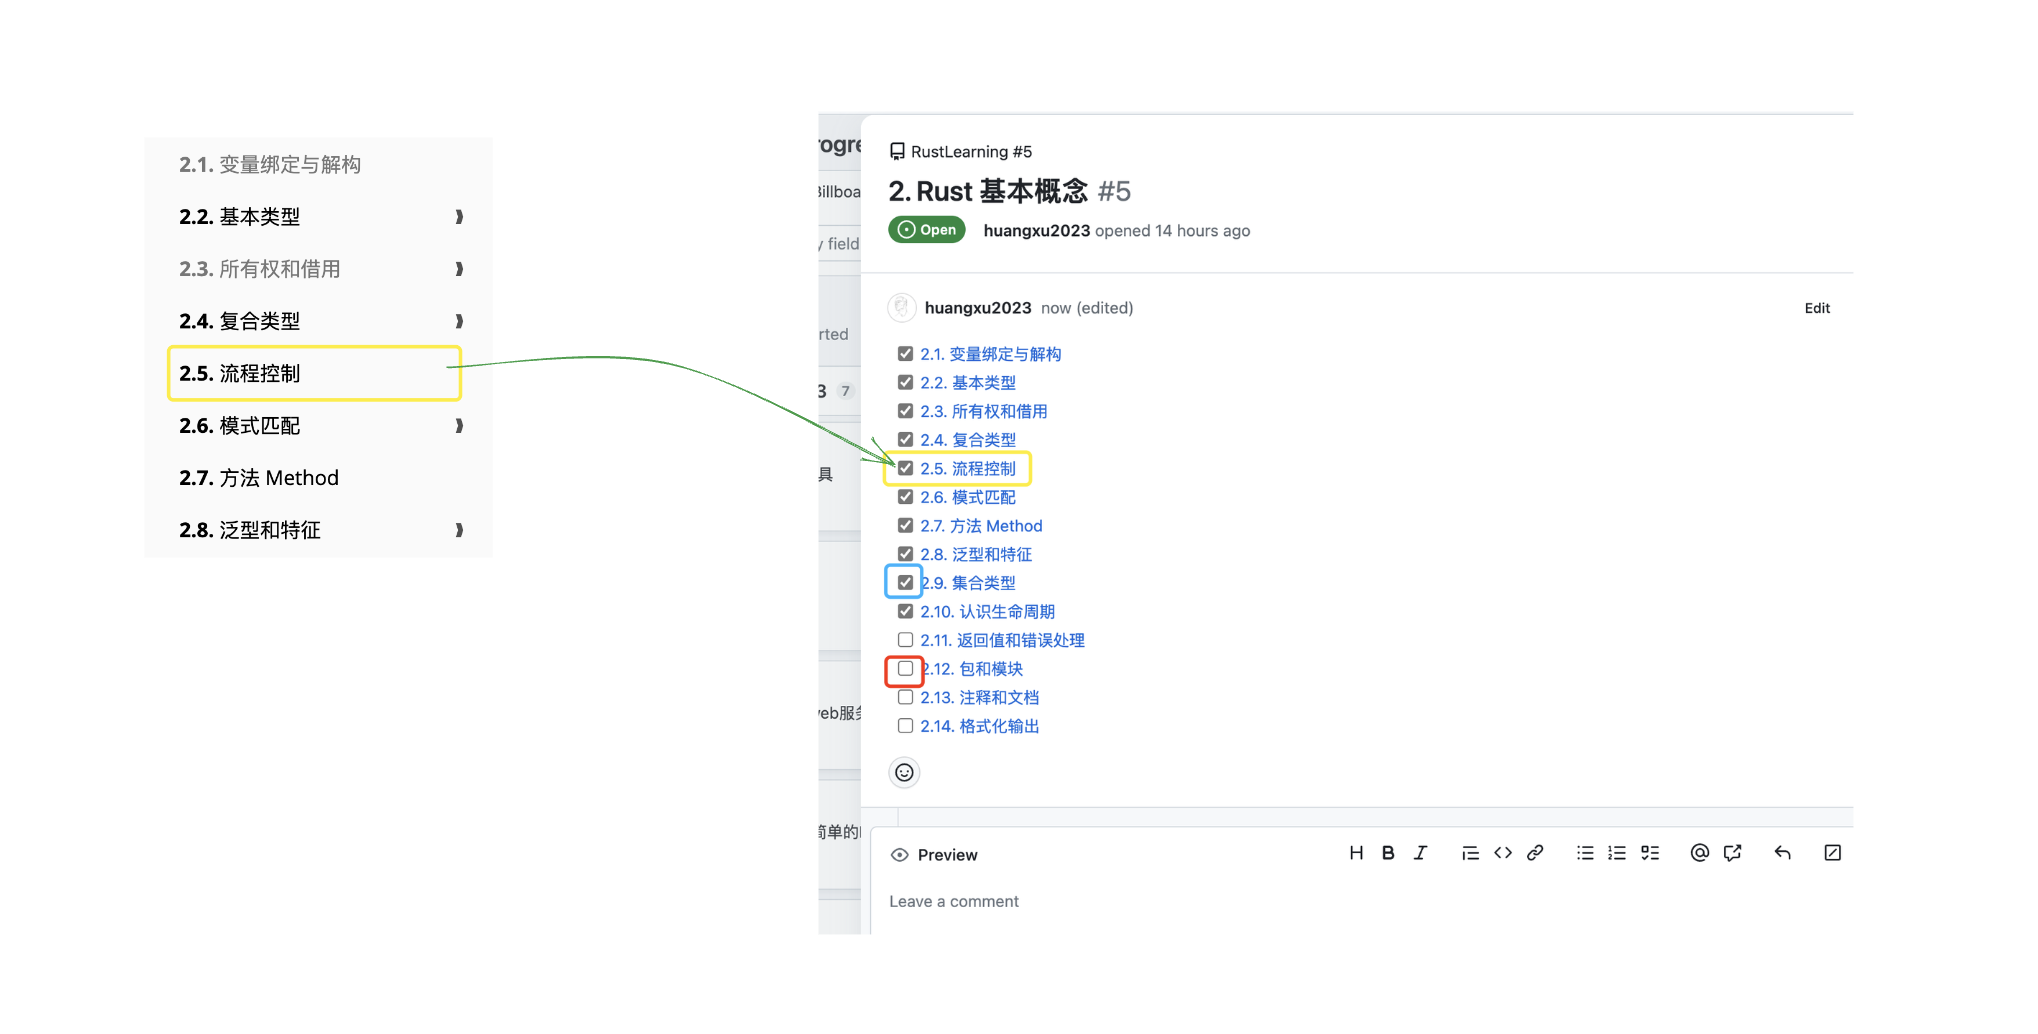 2.1. 变量绑定与解构
2.2. 基本类型
2.3. 所有权和借用
2.4. 复合类型
2.5. 流程控制
2.6. 模式匹配
2.7. 方法 Method
2.8. 泛型和特征
ogre
Billboa
y field
rted
3 7
具
web服务
简单的
RustLearning #5
2. Rust 基本概念 #5
Open huangxu2023 opened 14 hours ago
huangxu2023 now (edited) Edit
2.1. 变量绑定与解构
2.2. 基本类型
2.3. 所有权和借用
2.4. 复合类型
2.5. 流程控制
2.6. 模式匹配
2.7. 方法 Method
2.8. 泛型和特征
2.9. 集合类型
2.10. 认识生命周期
2.11. 返回值和错误处理
2.12. 包和模块
2.13. 注释和文档
2.14. 格式化输出
Preview H B I
Leave a comment